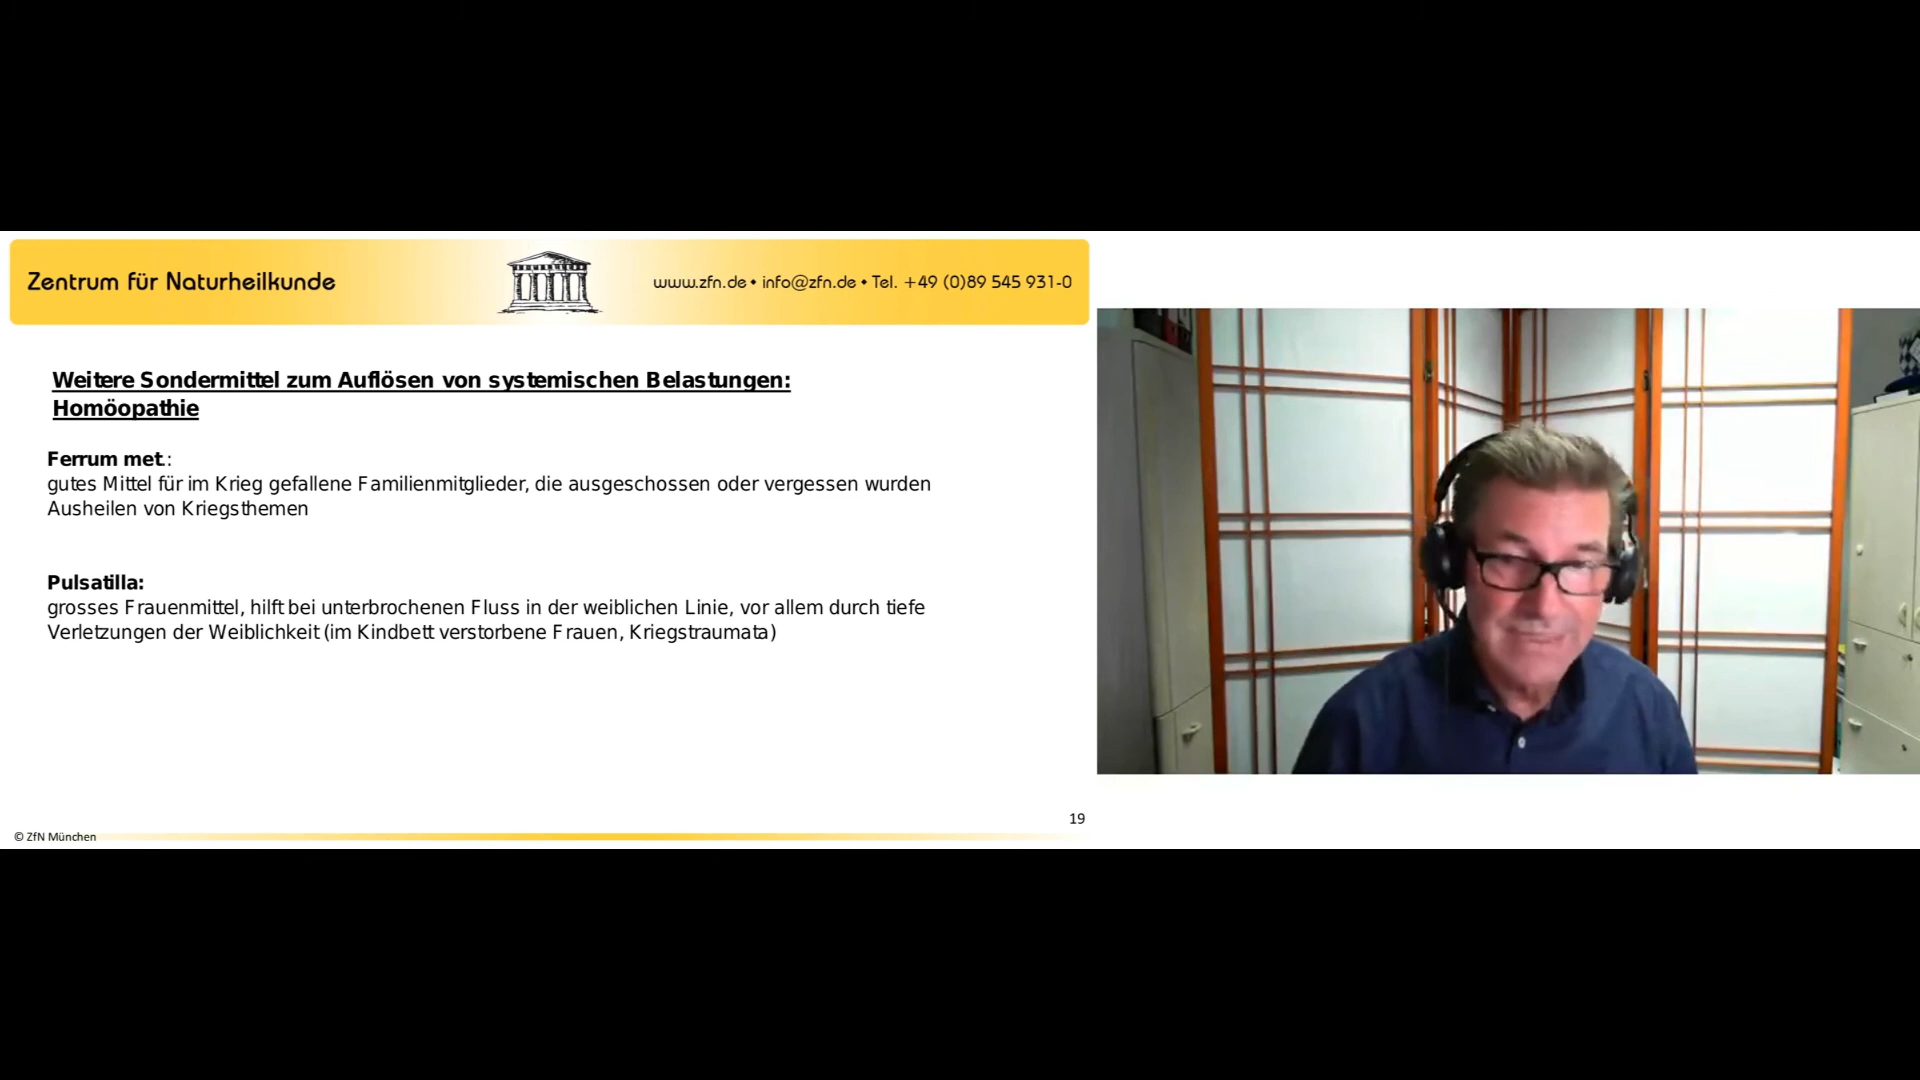 Zentrum für Naturheilkunde
www.zfn.de • info@zfn.de • Tel. +49 (0)89 545 931-0
Weitere Sondermittel zum Auflösen von systemischen Belastungen:
Homöopathie
Ferrum met.:
gutes Mittel für im Krieg gefallene Familienmitglieder, die ausgeschossen oder vergessen wurden
Ausheilen von Kriegsthemen
Pulsatilla:
grosses Frauenmittel, hilft bei unterbrochenen Fluss in der weiblichen Linie, vor allem durch tiefe
Verletzungen der Weiblichkeit (im Kindbett verstorbene Frauen, Kriegstraumata)
19
© ZfN München